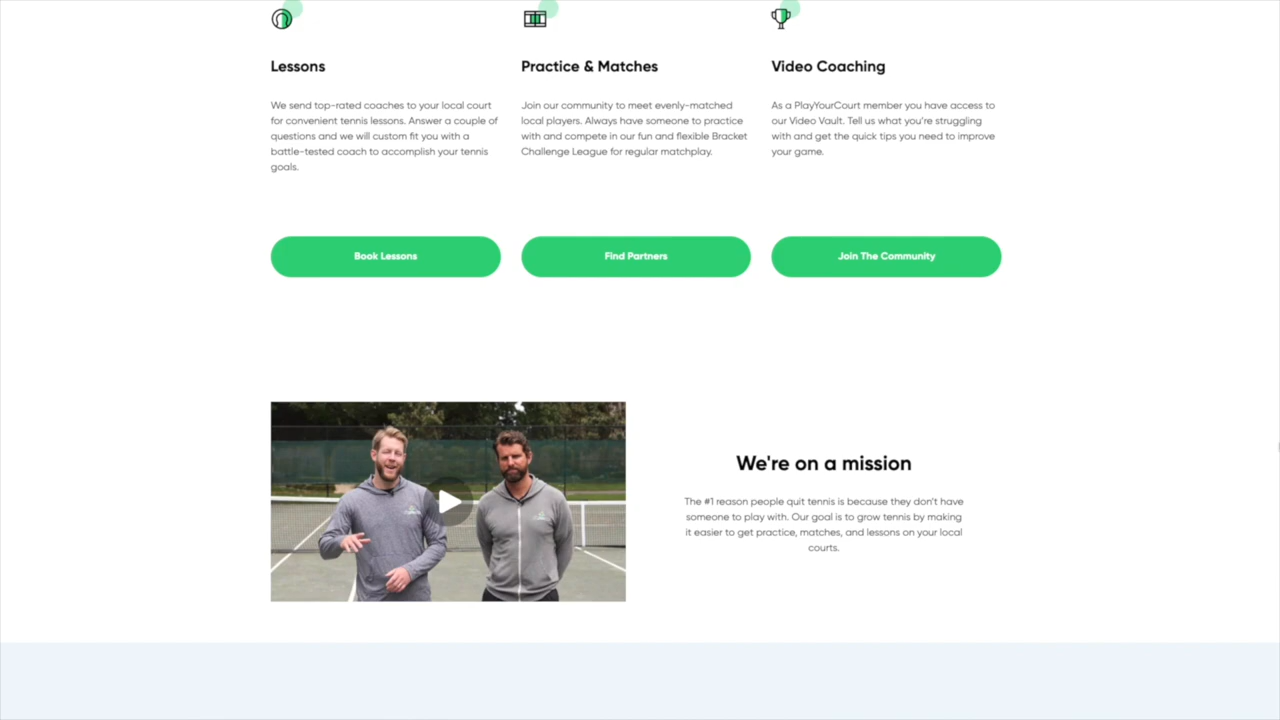 Lessons
We send top-rated coaches to your local court
for convenient tennis lessons. Answer a couple of
questions and we will custom fit you with a
battle-tested coach to accomplish your tennis
goals.
Book Lessons
Practice & Matches
Join our community to meet evenly-matched
local players. Always have someone to practice
with and compete in our fun and flexible Bracket
Challenge League for regular matchplay.
Find Partners
Video Coaching
As a PlayYourCourt member you have access to
our Video Vault. Tell us what you're struggling
with and get the quick tips you need to improve
your game.
Join The Community
We're on a mission
The #1 reason people quit tennis is because they don't have
someone to play with. Our goal is to grow tennis by making
it easier to get practice, matches, and lessons on your local
courts.